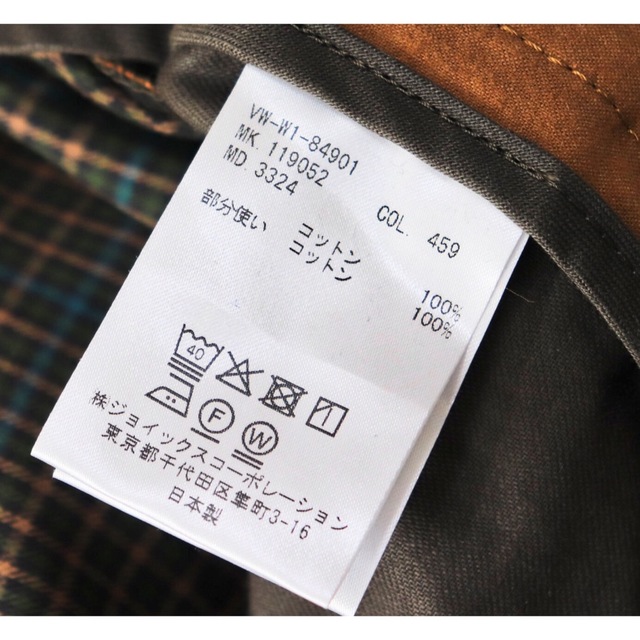 VW-W1-84901
MK. 119052
MD. 3324 COL. 459
部分使い コットン 100%
コットン 100%
40
F W
株)ジョイックスコーポレーション
東京都千代田区隼町3-16
日本製